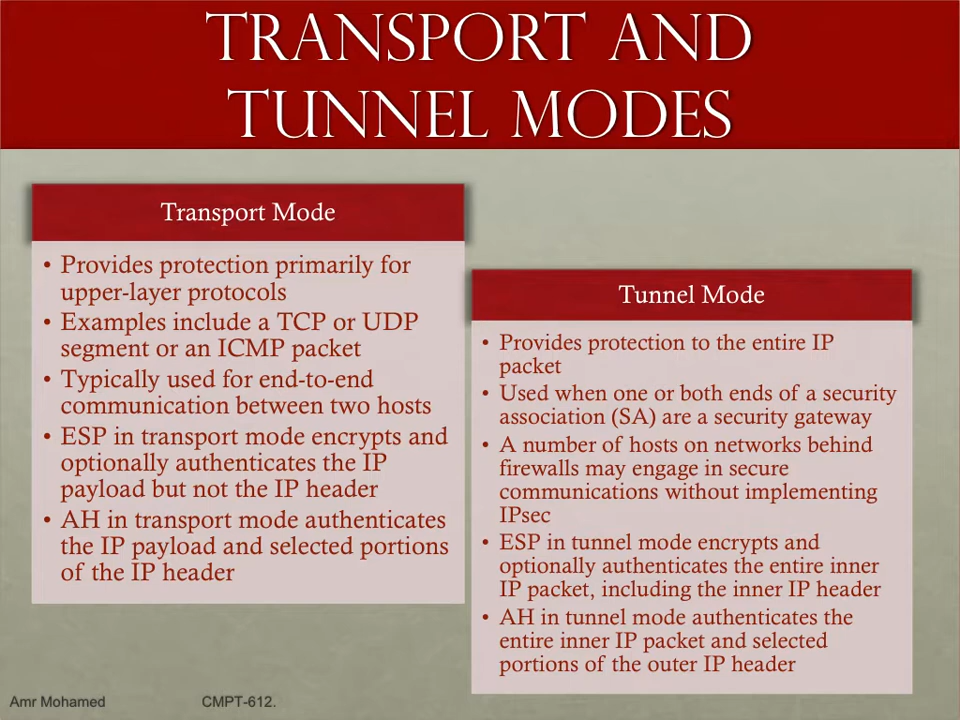 TRANSPORT AND
TUNNEL MODES
Transport Mode
• Provides protection primarily for
upper-layer protocols
• Examples include a TCP or UDP
segment or an ICMP packet
• Typically used for end-to-end
communication between two hosts
• ESP in transport mode encrypts and
optionally authenticates the IP
payload but not the IP header
• AH in transport mode authenticates
the IP payload and selected portions
of the IP header
Tunnel Mode
• Provides protection to the entire IP
packet
• Used when one or both ends of a security
association (SA) are a security gateway
• A number of hosts on networks behind
firewalls may engage in secure
communications without implementing
IPsec
• ESP in tunnel mode encrypts and
optionally authenticates the entire inner
IP packet, including the inner IP header
• AH in tunnel mode authenticates the
entire inner IP packet and selected
portions of the outer IP header
Amr Mohamed CMPT-612.